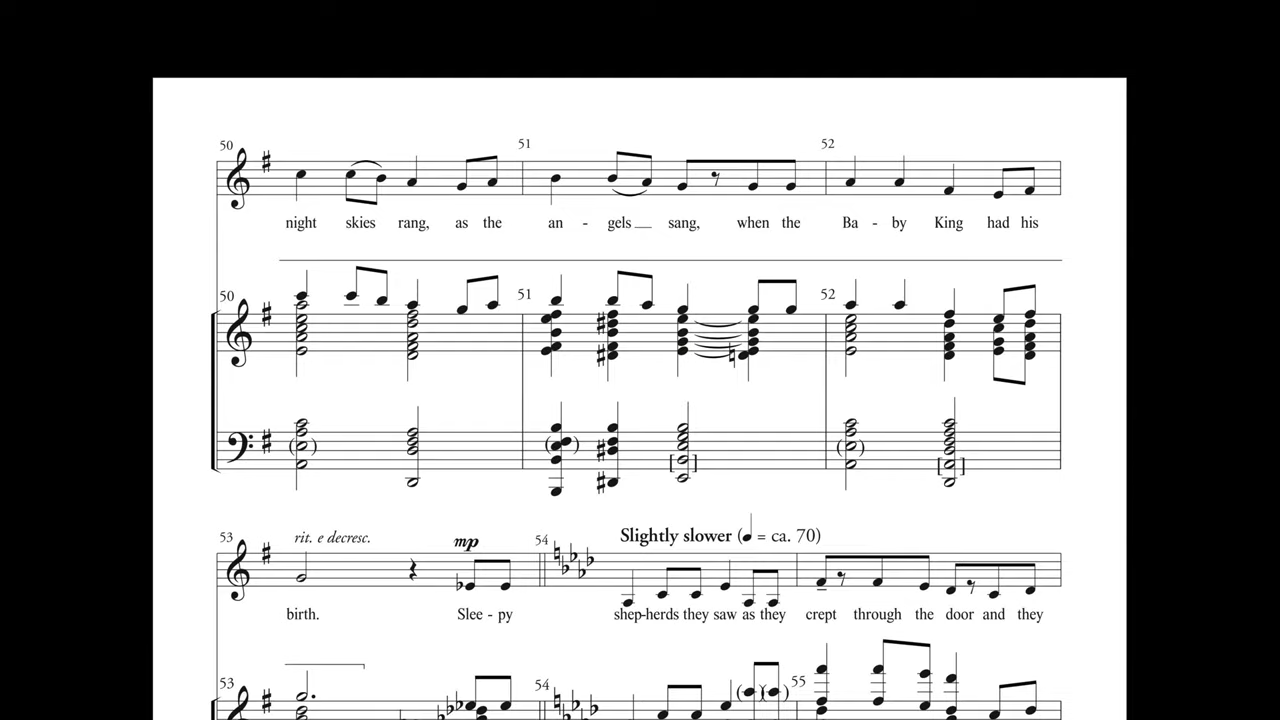 50 51 52
night skies rang, as the an - gels sang, when the Ba - by King had his
50 51 52
53 rit. e decresc. mp 54 Slightly slower (♩ = ca. 70)
birth. Slee - py shep-herds they saw as they crept through the door and they
53 54 55